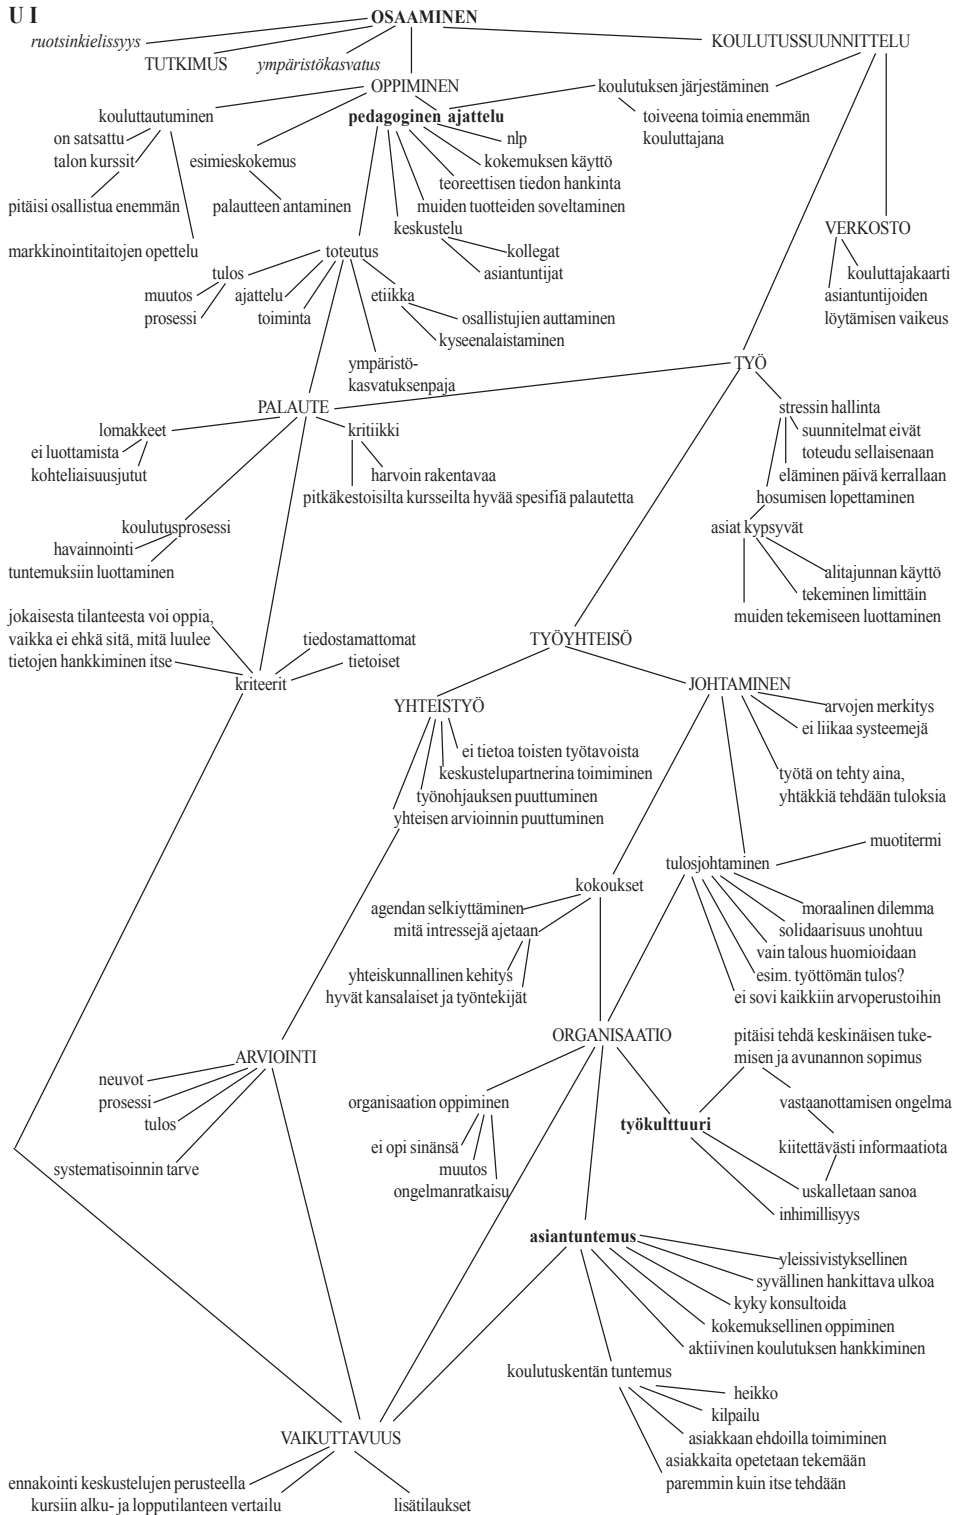 U I
OSAAMINEN
ruotsinkielissyys
KOULUTUSSUUNNITTELU
TUTKIMUS
ympäristökasvatus
OPPIMINEN
koulutuksen järjestäminen
kouluttautuminen
pedagoginen ajattelu
toiveena toimia enemmän
kouluttajana
on satsattu
nlp
talon kurssit
esimieskokemus
kokemuksen käyttö
teoreettisen tiedon hankinta
pitäisi osallistua enemmän
palautteen antaminen
muiden tuotteiden soveltaminen
keskustelu
VERKOSTO
markkinointitaitojen opettelu
toteutus
kollegat
asiantuntijat
kouluttajakaarti
tulos
muutos
ajattelu
etiikka
asiantuntijoiden
löytämisen vaikeus
prosessi
toiminta
osallistujien auttaminen
kyseenalaistaminen
ympäristö-
kasvatuksenpaja
TYÖ
PALAUTE
stressin hallinta
lomakkeet
kritiikki
suunnitelmat eivät
toteudu sellaisenaan
ei luottamista
kohteliaisuusjutut
harvoin rakentavaa
eläminen päivä kerrallaan
pitkäkestoisilta kursseilta hyvää spesifiä palautetta
hosumisen lopettaminen
koulutusprosessi
asiat kypsyvät
havainnointi
tuntemuksiin luottaminen
alitajunnan käyttö
tekeminen limittäin
muiden tekemiseen luottaminen
jokaisesta tilanteesta voi oppia,
vaikka ei ehkä sitä, mitä luulee
tiedostamattomat
TYÖYHTEISÖ
tietojen hankkiminen itse
tietoiset
kriteerit
JOHTAMINEN
YHTEISTYÖ
arvojen merkitys
ei liikaa systeemejä
ei tietoa toisten työtavoista
keskustelupartnerina toimiminen
työtä on tehty aina,
yhtäkkiä tehdään tuloksia
työnohjauksen puuttuminen
yhteisen arvioinnin puuttuminen
muotitermi
tulosjohtaminen
kokoukset
agendan selkiyttäminen
moraalinen dilemma
mitä intressejä ajetaan
solidaarisuus unohtuu
vain talous huomioidaan
yhteiskunnallinen kehitys
esim. työttömän tulos?
hyvät kansalaiset ja työntekijät
ei sovi kaikkiin arvoperustoihin
ORGANISAATIO
pitäisi tehdä keskinäisen tuke-
misen ja avunannon sopimus
ARVIOINTI
neuvot
prosessi
organisaation oppiminen
vastaanottamisen ongelma
tulos
työkulttuuri
ei opi sinänsä
kiitettävästi informaatiota
systematisoinnin tarve
muutos
ongelmanratkaisu
uskalletaan sanoa
inhimillisyys
asiantuntemus
yleissivistyksellinen
syvällinen hankittava ulkoa
kyky konsultoida
kokemuksellinen oppiminen
aktiivinen koulutuksen hankkiminen
koulutuskentän tuntemus
heikko
kilpailu
VAIKUTTAVUUS
asiakkaan ehdoilla toimiminen
asiakkaita opetetaan tekemään
paremmin kuin itse tehdään
ennakointi keskustelujen perusteella
kursiin alku- ja lopputilanteen vertailu
lisätilaukset